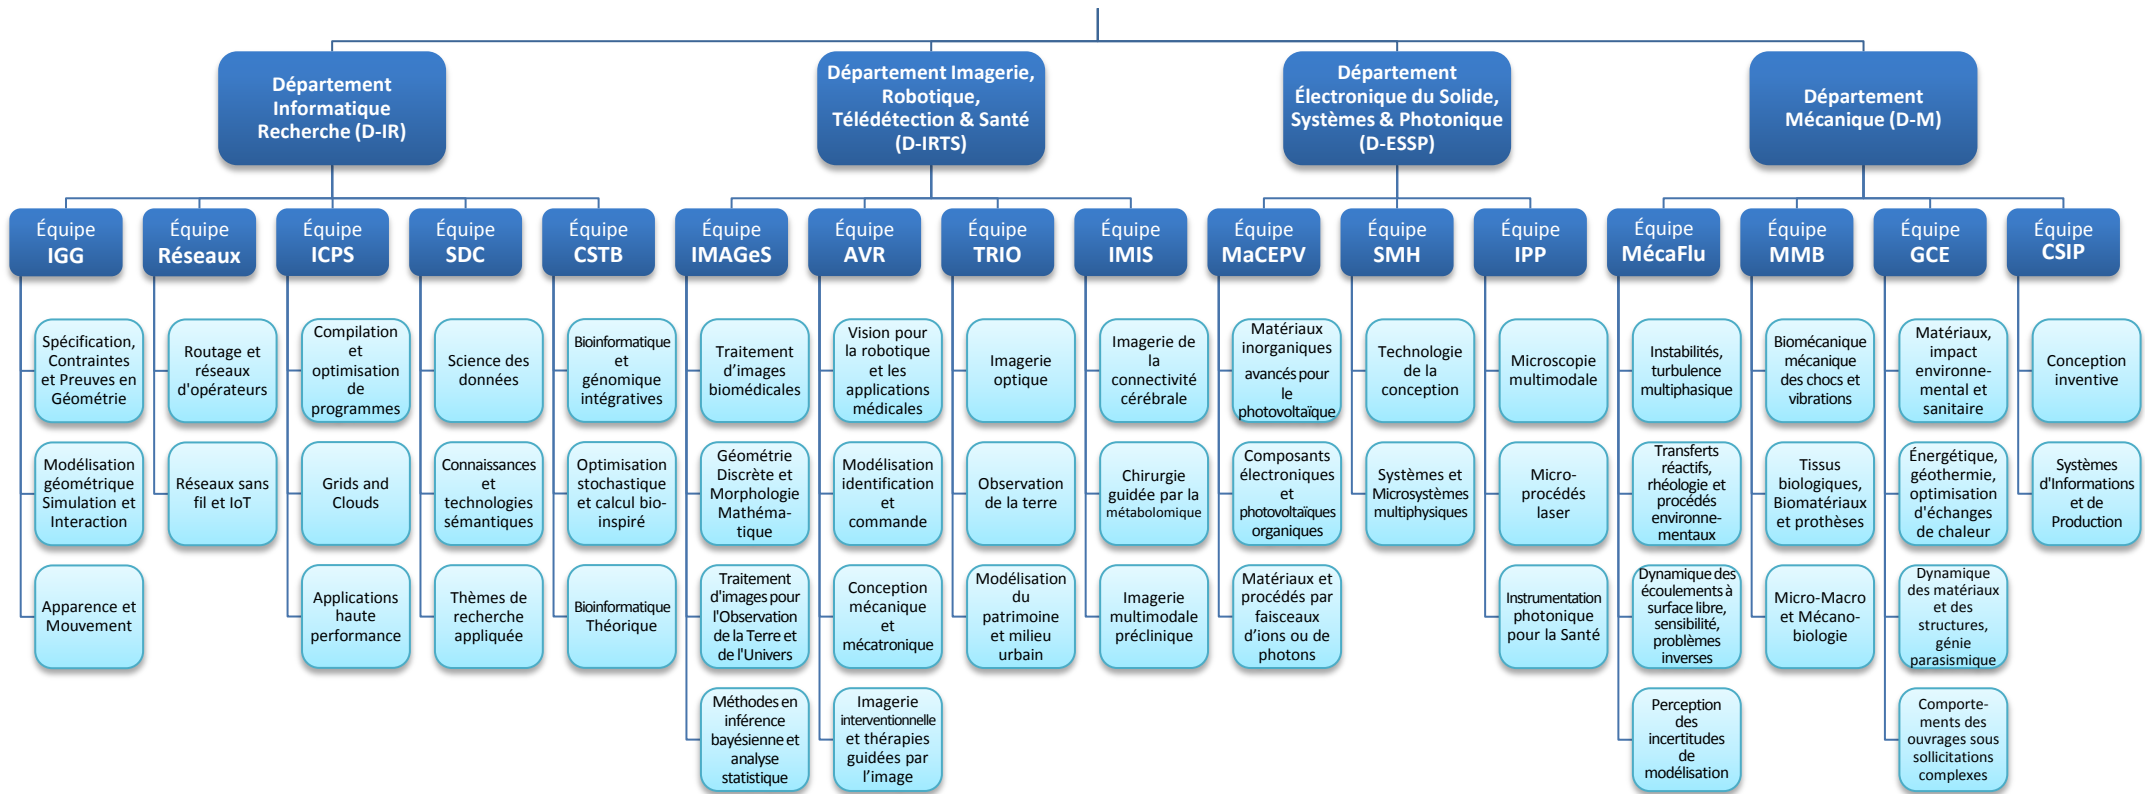 Département
Informatique
Recherche (D-IR)
Département Imagerie,
Robotique,
Télédétection & Santé
(D-IRTS)
Département
Électronique du Solide,
Systèmes & Photonique
(D-ESSP)
Département
Mécanique (D-M)
Équipe
IGG
Équipe
Réseaux
Équipe
ICPS
Équipe
SDC
Équipe
CSTB
Équipe
IMAGeS
Équipe
AVR
Équipe
TRIO
Équipe
IMIS
Équipe
MaCEPV
Équipe
SMH
Équipe
IPP
Équipe
MécaFlu
Équipe
MMB
Équipe
GCE
Équipe
CSIP
Spécification,
Contraintes
et Preuves en
Géométrie
Routage et
réseaux
d'opérateurs
Compilation
et
optimisation
de
programmes
Science des
données
Bioinformatique
et
génomique
intégratives
Traitement
d’images
biomédicales
Vision pour
la robotique
et les
applications
médicales
Imagerie
optique
Imagerie de
la
connectivité
cérébrale
Matériaux
inorganiques
avancés pour
le
photovoltaïque
Technologie
de la
conception
Microscopie
multimodale
Instabilités,
turbulence
multiphasique
Biomécanique
mécanique
des chocs et
vibrations
Matériaux,
impact
environne-
mental et
sanitaire
Conception
inventive
Modélisation
géométrique
Simulation et
Interaction
Réseaux sans
fil et IoT
Grids and
Clouds
Connaissances
et
technologies
sémantiques
Optimisation
stochastique
et calcul bio-
inspiré
Géométrie
Discrète et
Morphologie
Mathéma-
tique
Modélisation
identification
et
commande
Observation
de la terre
Chirurgie
guidée par la
métabolomique
Composants
électroniques
et
photovoltaïques
organiques
Systèmes et
Microsystèmes
multiphysiques
Micro-
procédés
laser
Transferts
réactifs,
rhéologie et
procédés
environne-
mentaux
Tissus
biologiques,
Biomatériaux
et prothèses
Énergétique,
géothermie,
optimisation
d'échanges
de chaleur
Systèmes
d'Informations
et de
Production
Apparence et
Mouvement
Applications
haute
performance
Thèmes de
recherche
appliquée
Bioinformatique
Théorique
Traitement
d'images pour
l'Observation
de la Terre et
de l'Univers
Conception
mécanique
et
mécatronique
Modélisation
du
patrimoine
et milieu
urbain
Imagerie
multimodale
préclinique
Matériaux et
procédés par
faisceaux
d’ions ou de
photons
Instrumentation
photonique
pour la Santé
Dynamique des
écoulements à
surface libre,
sensibilité,
problèmes
inverses
Micro-Macro
et Mécano-
biologie
Dynamique
des matériaux
et des
structures,
génie
parasismique
Méthodes en
inférence
bayésienne et
analyse
statistique
Imagerie
interventionnelle
et thérapies
guidées par
l’image
Perception
des
incertitudes
de
modélisation
Comporte-
ments des
ouvrages sous
sollicitations
complexes